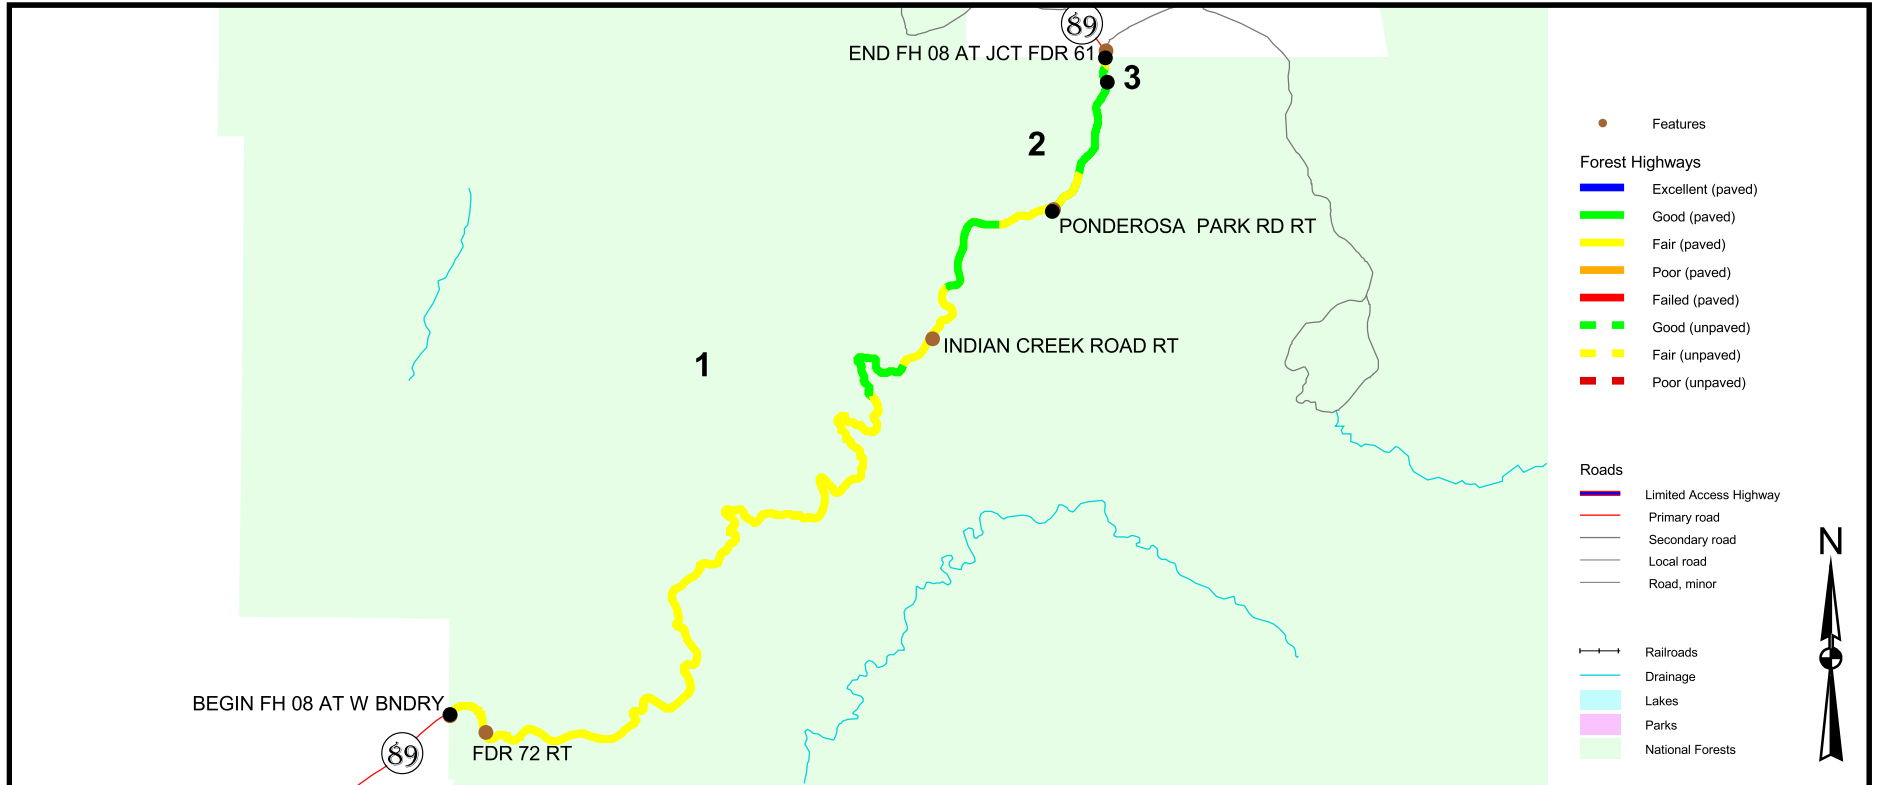 89
END FH 08 AT JCT FDR 61
3
2
PONDEROSA PARK RD RT
INDIAN CREEK ROAD RT
1
BEGIN FH 08 AT W BNDRY
89
FDR 72 RT
Features
Forest Highways
Excellent (paved)
Good (paved)
Fair (paved)
Poor (paved)
Failed (paved)
Good (unpaved)
Fair (unpaved)
Poor (unpaved)
Roads
Limited Access Highway
Primary road
Secondary road
Local road
Road, minor
N
Railroads
Drainage
Lakes
Parks
National Forests